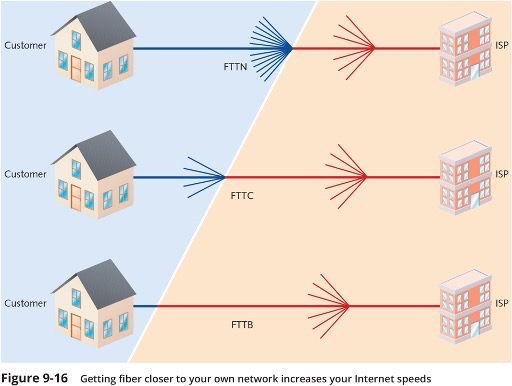 Customer
FTTN
ISP
Customer
FTTC
ISP
Customer
FTTB
ISP
Figure 9-16 Getting fiber closer to your own network increases your Internet speeds